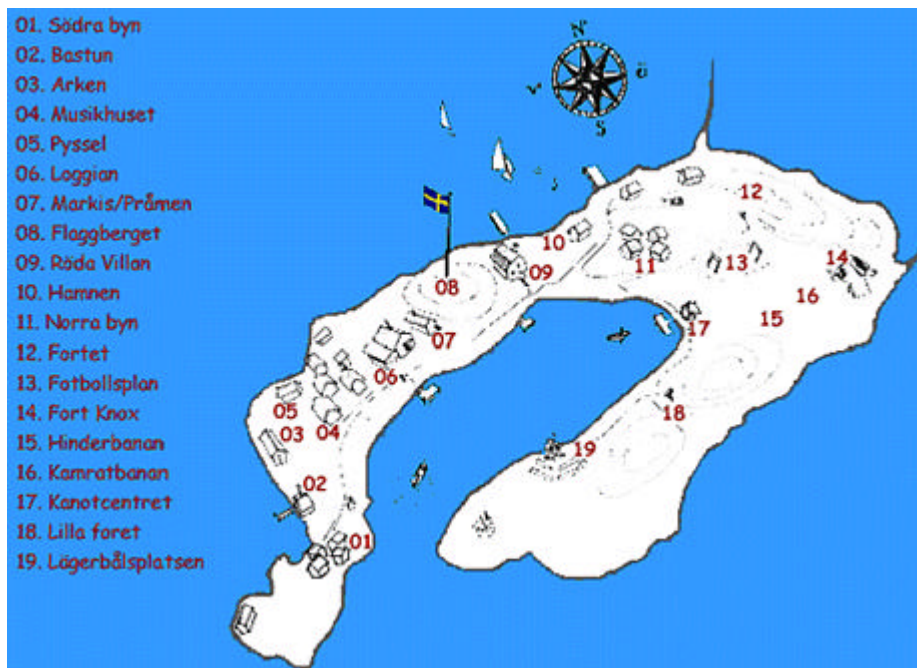 01. Södra byn
02. Bastun
03. Arken
04. Musikhuset
05. Pyssel
06. Loggian
07. Markis/Pråmen
08. Flaggberget
09. Röda Villan
10. Hamnen
11. Norra byn
12. Fortet
13. Fotbollsplan
14. Fort Knox
15. Hinderbanan
16. Kamratbanan
17. Kanotcentret
18. Lilla foret
19. Lägerbålsplatsen
N
V
Ö
S
12
10
09
11
13
14
16
08
17
15
07
06
05
03
04
18
19
02
01